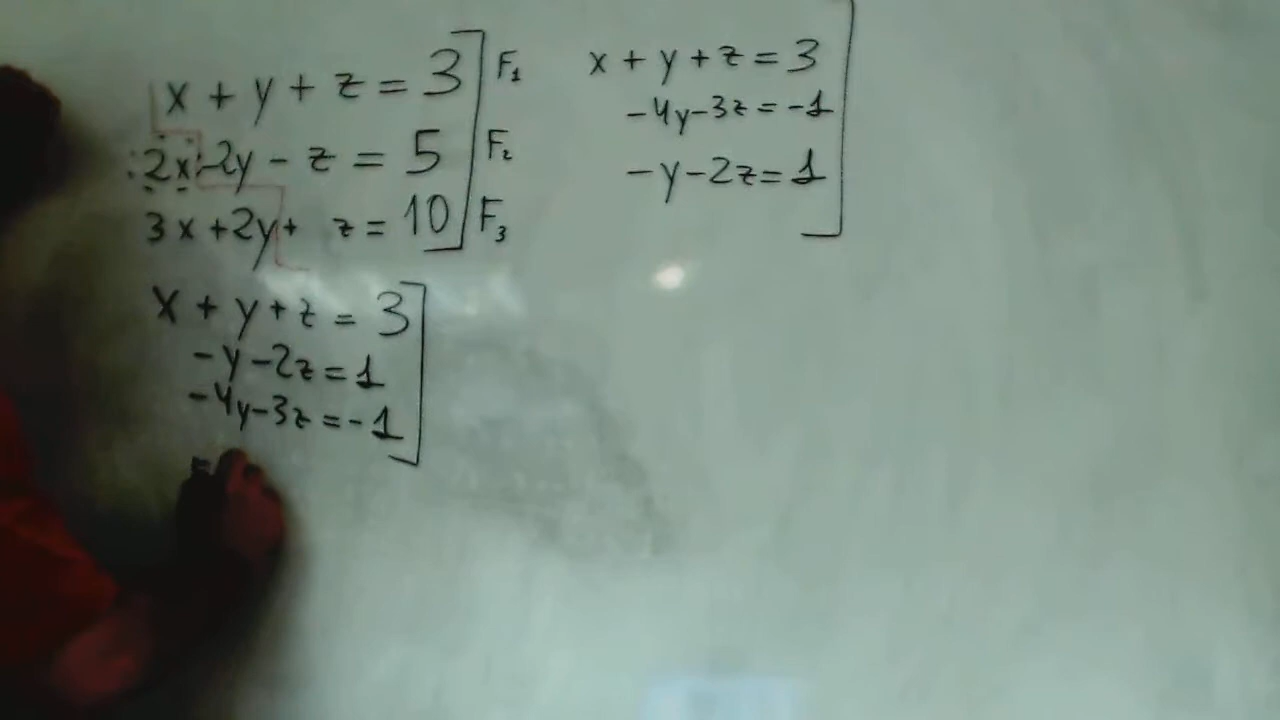 x + y + z = 3 F₁
2x - 2y - z = 5 F₂
3x + 2y + z = 10 F₃
x + y + z = 3
-4y - 3z = -1
-y - 2z = 1
x + y + z = 3
-y - 2z = 1
-4y - 3z = -1